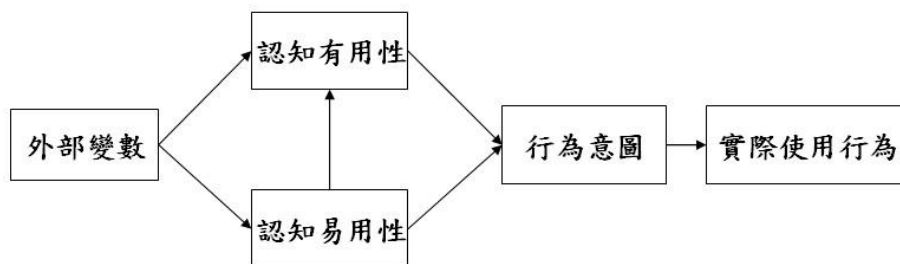 認知有用性
外部變數
行為意圖
實際使用行為
認知易用性